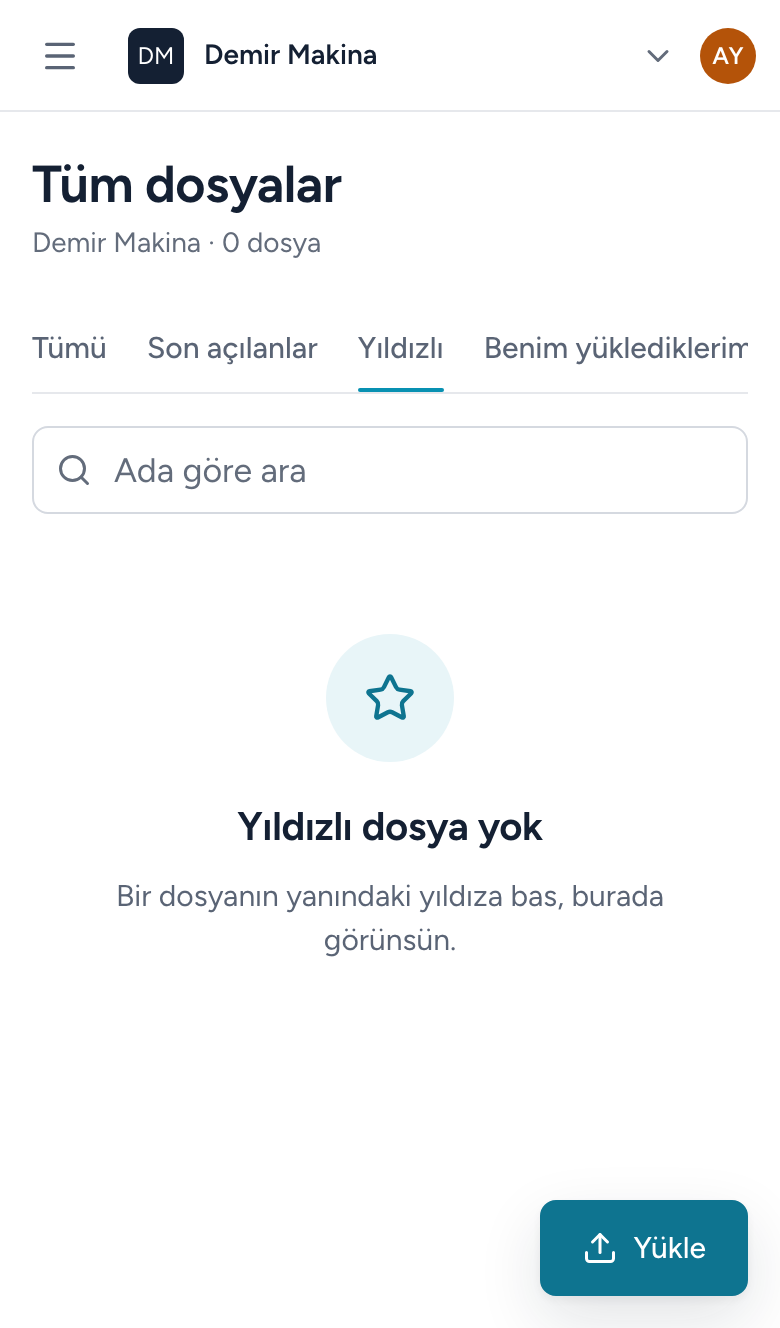 DM Demir Makina AY
Tüm dosyalar
Demir Makina · 0 dosya
Tümü Son açılanlar Yıldızlı Benim yüklediklerim
Ada göre ara
Yıldızlı dosya yok
Bir dosyanın yanındaki yıldıza bas, burada
görünsün.
Yükle